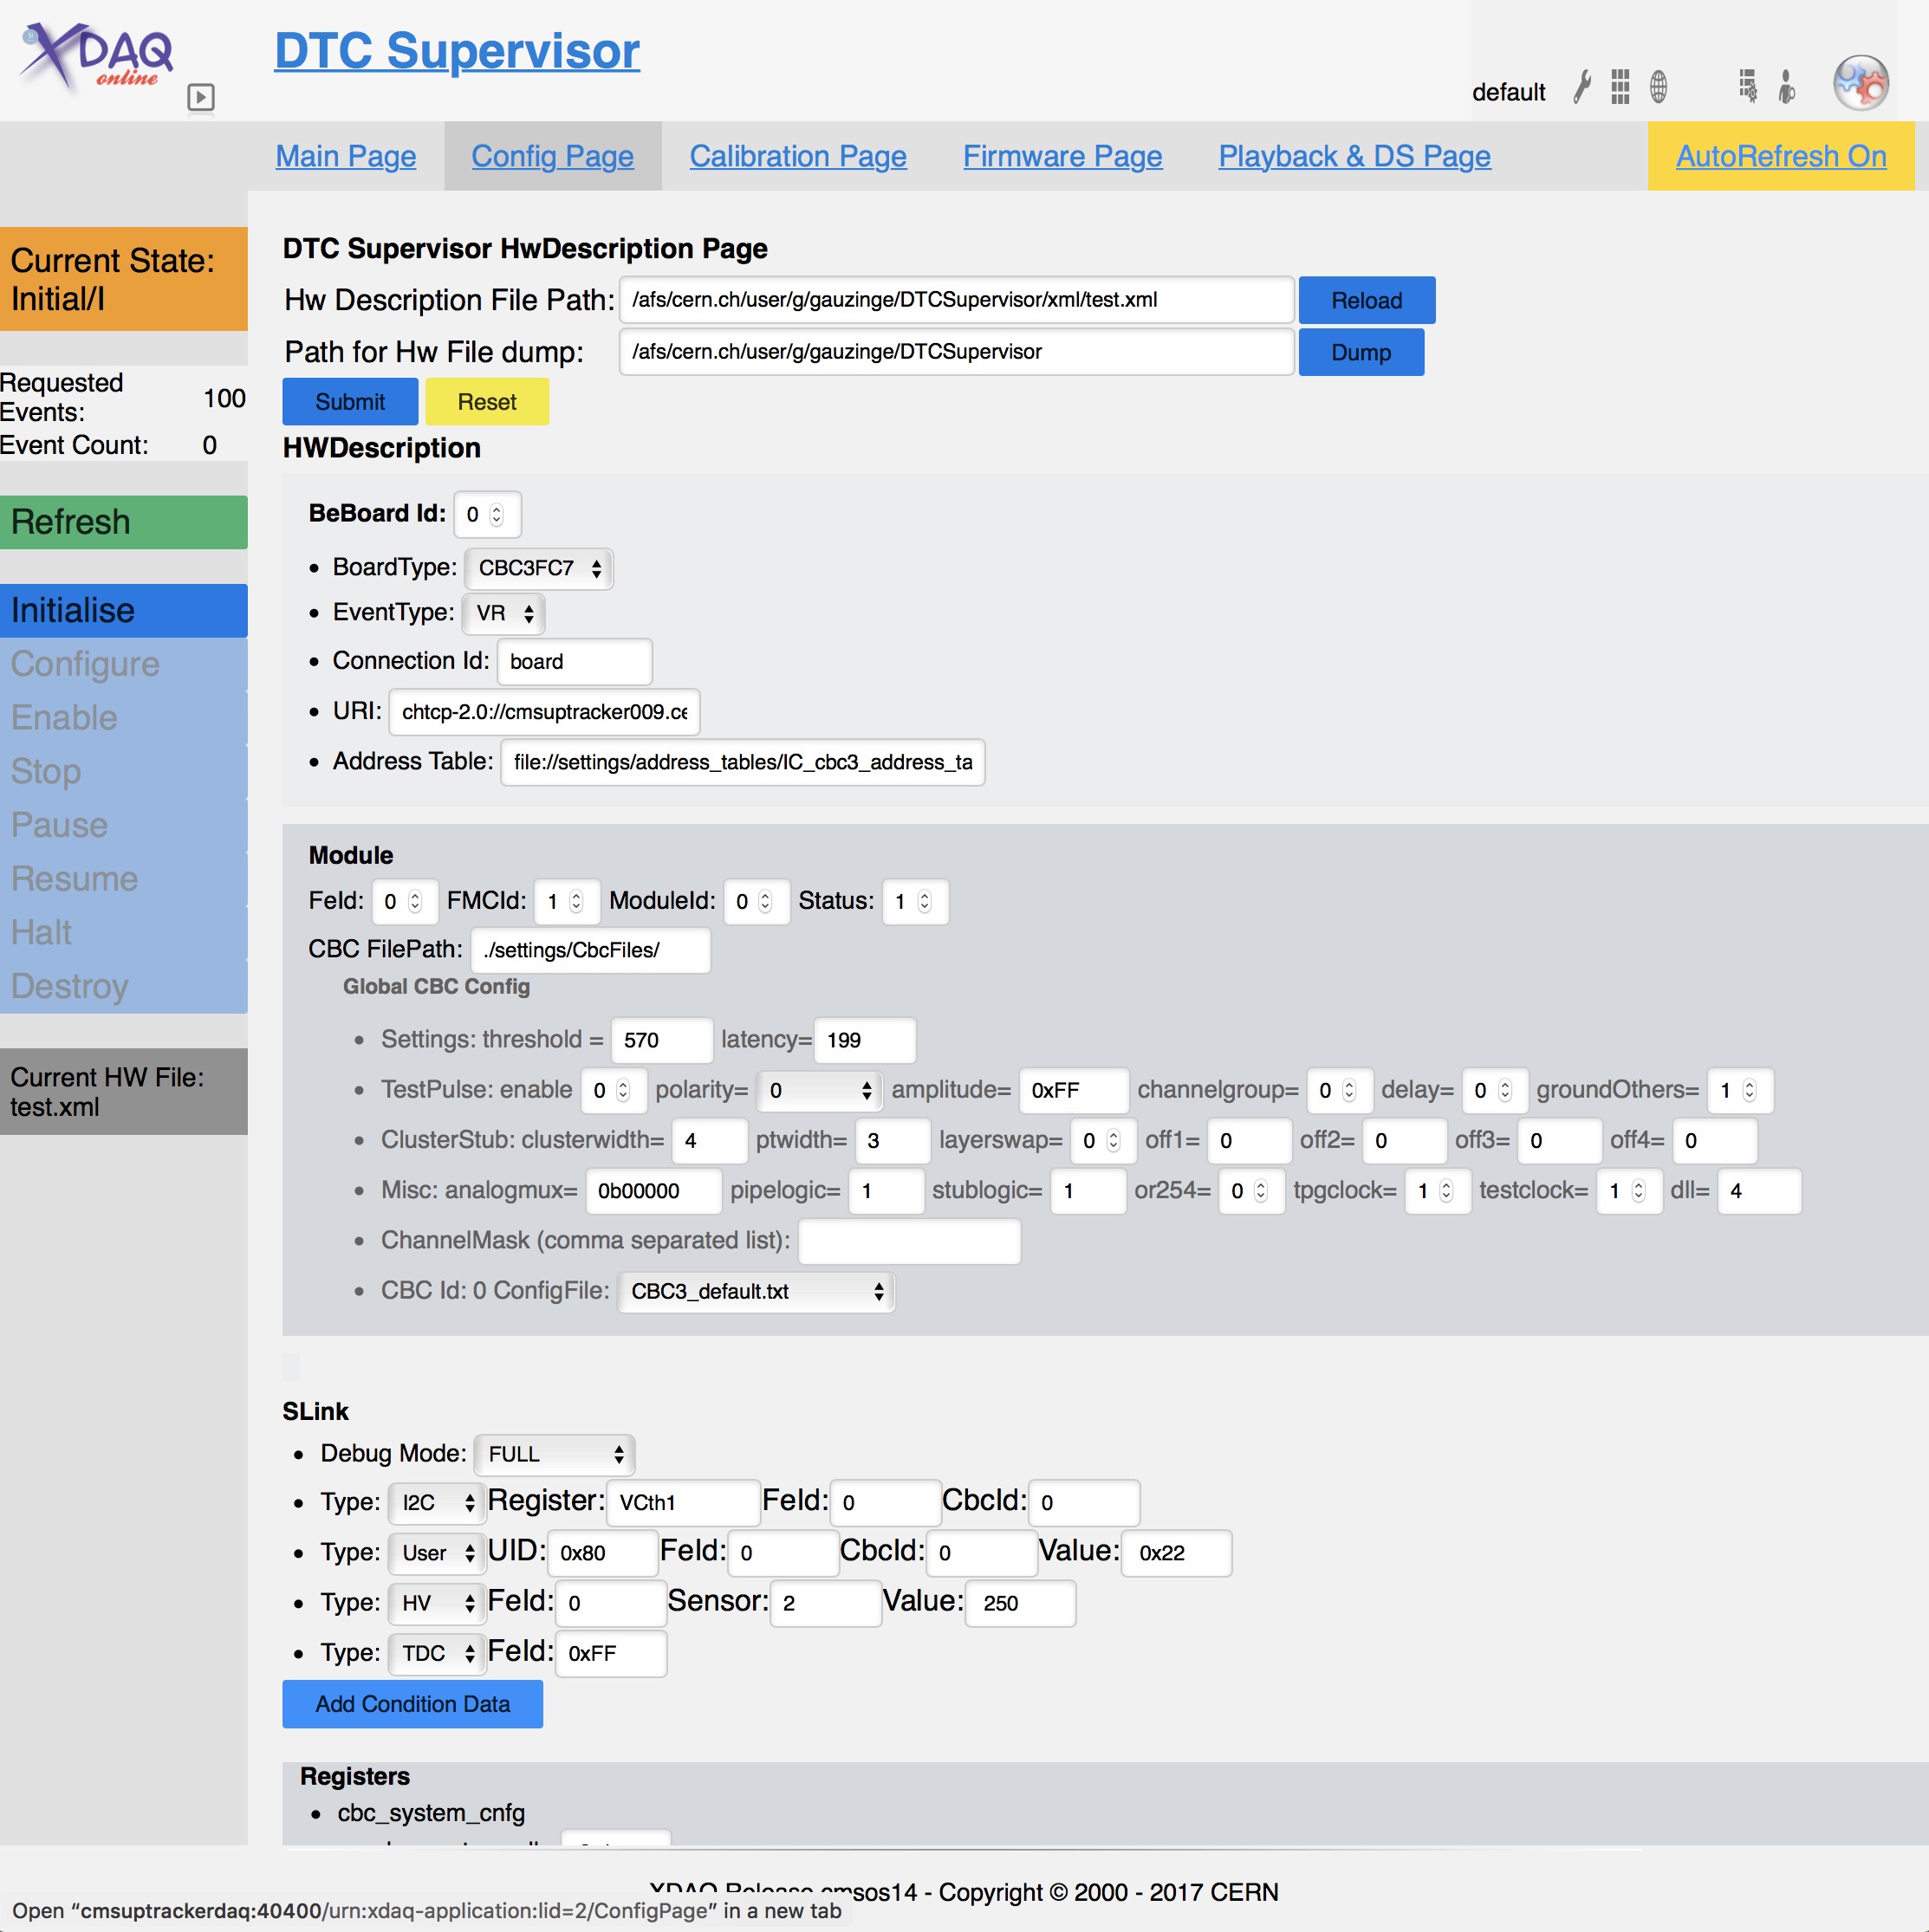 XDAQ online
DTC Supervisor
default
Main Page Config Page Calibration Page Firmware Page Playback & DS Page AutoRefresh On
Current State:
Initial/I
Requested
Events: 100
Event Count: 0
Refresh
Initialise
Configure
Enable
Stop
Pause
Resume
Halt
Destroy
Current HW File:
test.xml
DTC Supervisor HwDescription Page
Hw Description File Path: /afs/cern.ch/user/g/gauzinge/DTCSupervisor/xml/test.xml Reload
Path for Hw File dump: /afs/cern.ch/user/g/gauzinge/DTCSupervisor Dump
Submit Reset
HWDescription
BeBoard Id: 0
• BoardType: CBC3FC7
• EventType: VR
• Connection Id: board
• URI: chtcp-2.0://cmsuptracker009.ce
• Address Table: file://settings/address_tables/IC_cbc3_address_ta
Module
FeId: 0 FMCId: 1 ModuleId: 0 Status: 1
CBC FilePath: ./settings/CbcFiles/
Global CBC Config
• Settings: threshold = 570 latency= 199
• TestPulse: enable 0 polarity= 0 amplitude= 0xFF channelgroup= 0 delay= 0 groundOthers= 1
• ClusterStub: clusterwidth= 4 ptwidth= 3 layerswap= 0 off1= 0 off2= 0 off3= 0 off4= 0
• Misc: analogmux= 0b00000 pipelogic= 1 stublogic= 1 or254= 0 tpgclock= 1 testclock= 1 dll= 4
• ChannelMask (comma separated list):
• CBC Id: 0 ConfigFile: CBC3_default.txt
SLink
• Debug Mode: FULL
• Type: I2C Register: VCth1 FeId: 0 CbcId: 0
• Type: User UID: 0x80 FeId: 0 CbcId: 0 Value: 0x22
• Type: HV FeId: 0 Sensor: 2 Value: 250
• Type: TDC FeId: 0xFF
Add Condition Data
Registers
• cbc_system_cnfg
XDAQ Release cmsos14 - Copyright © 2000 - 2017 CERN
Open “cmsuptrackerdaq:40400/urn:xdaq-application:lid=2/ConfigPage” in a new tab